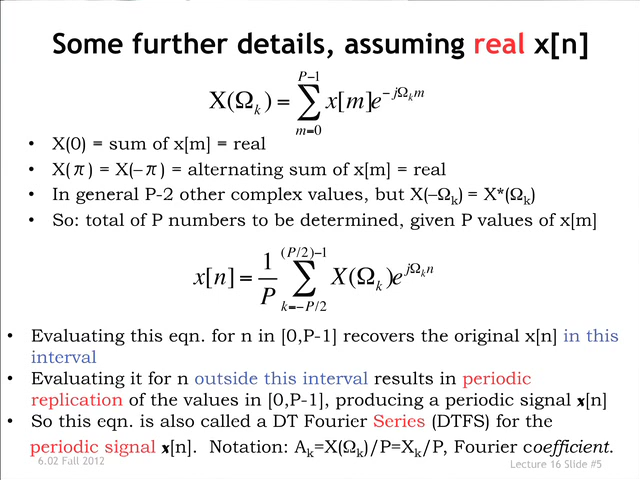 Some further details, assuming real x[n]
X(Ω_k) = ∑_{m=0}^{P−1} x[m]e^{−jΩ_k m}
• X(0) = sum of x[m] = real
• X(π) = X(–π) = alternating sum of x[m] = real
• In general P-2 other complex values, but X(–Ω_k) = X*(Ω_k)
• So: total of P numbers to be determined, given P values of x[m]
x[n] = 1/P ∑_{k=−P/2}^{(P/2)−1} X(Ω_k)e^{jΩ_k n}
• Evaluating this eqn. for n in [0,P-1] recovers the original x[n] in this
interval
• Evaluating it for n outside this interval results in periodic
replication of the values in [0,P-1], producing a periodic signal x[n]
• So this eqn. is also called a DT Fourier Series (DTFS) for the
periodic signal x[n]. Notation: A_k=X(Ω_k)/P=X_k/P, Fourier coefficient.
6.02 Fall 2012
Lecture 16 Slide #5